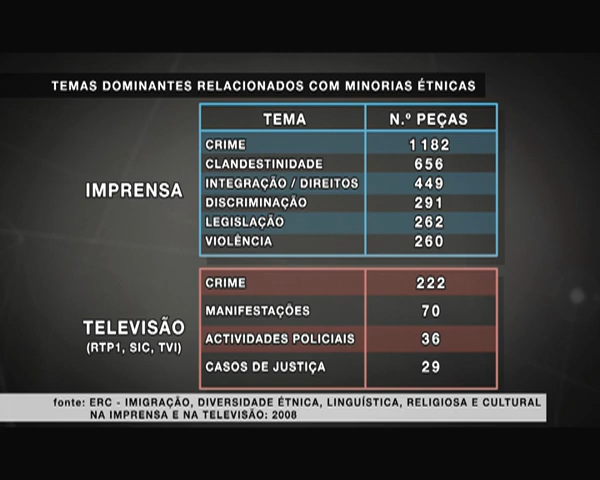 TEMAS DOMINANTES RELACIONADOS COM MINORIAS ÉTNICAS
TEMA N.º PEÇAS
IMPRENSA
CRIME 1182
CLANDESTINIDADE 656
INTEGRAÇÃO / DIREITOS 449
DISCRIMINAÇÃO 291
LEGISLAÇÃO 262
VIOLÊNCIA 260
TELEVISÃO
(RTP1, SIC, TVI)
CRIME 222
MANIFESTAÇÕES 70
ACTIVIDADES POLICIAIS 36
CASOS DE JUSTIÇA 29
fonte: ERC - IMIGRAÇÃO, DIVERSIDADE ÉTNICA, LINGUÍSTICA, RELIGIOSA E CULTURAL
NA IMPRENSA E NA TELEVISÃO: 2008